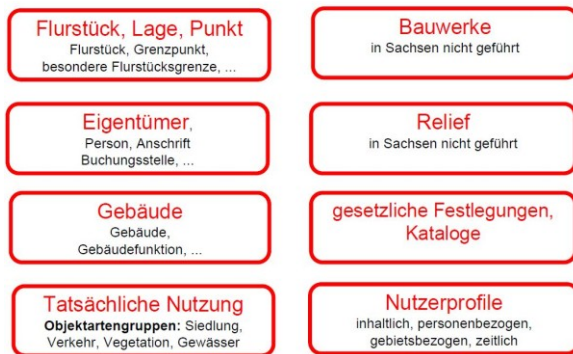 Flurstück, Lage, Punkt
Flurstück, Grenzpunkt,
besondere Flurstücksgrenze, ...
Bauwerke
in Sachsen nicht geführt
Eigentümer,
Person, Anschrift
Buchungsstelle, ...
Relief
in Sachsen nicht geführt
Gebäude
Gebäude,
Gebäudefunktion, ...
gesetzliche Festlegungen,
Kataloge
Tatsächliche Nutzung
Objektartengruppen: Siedlung,
Verkehr, Vegetation, Gewässer
Nutzerprofile
inhaltlich, personenbezogen,
gebietsbezogen, zeitlich